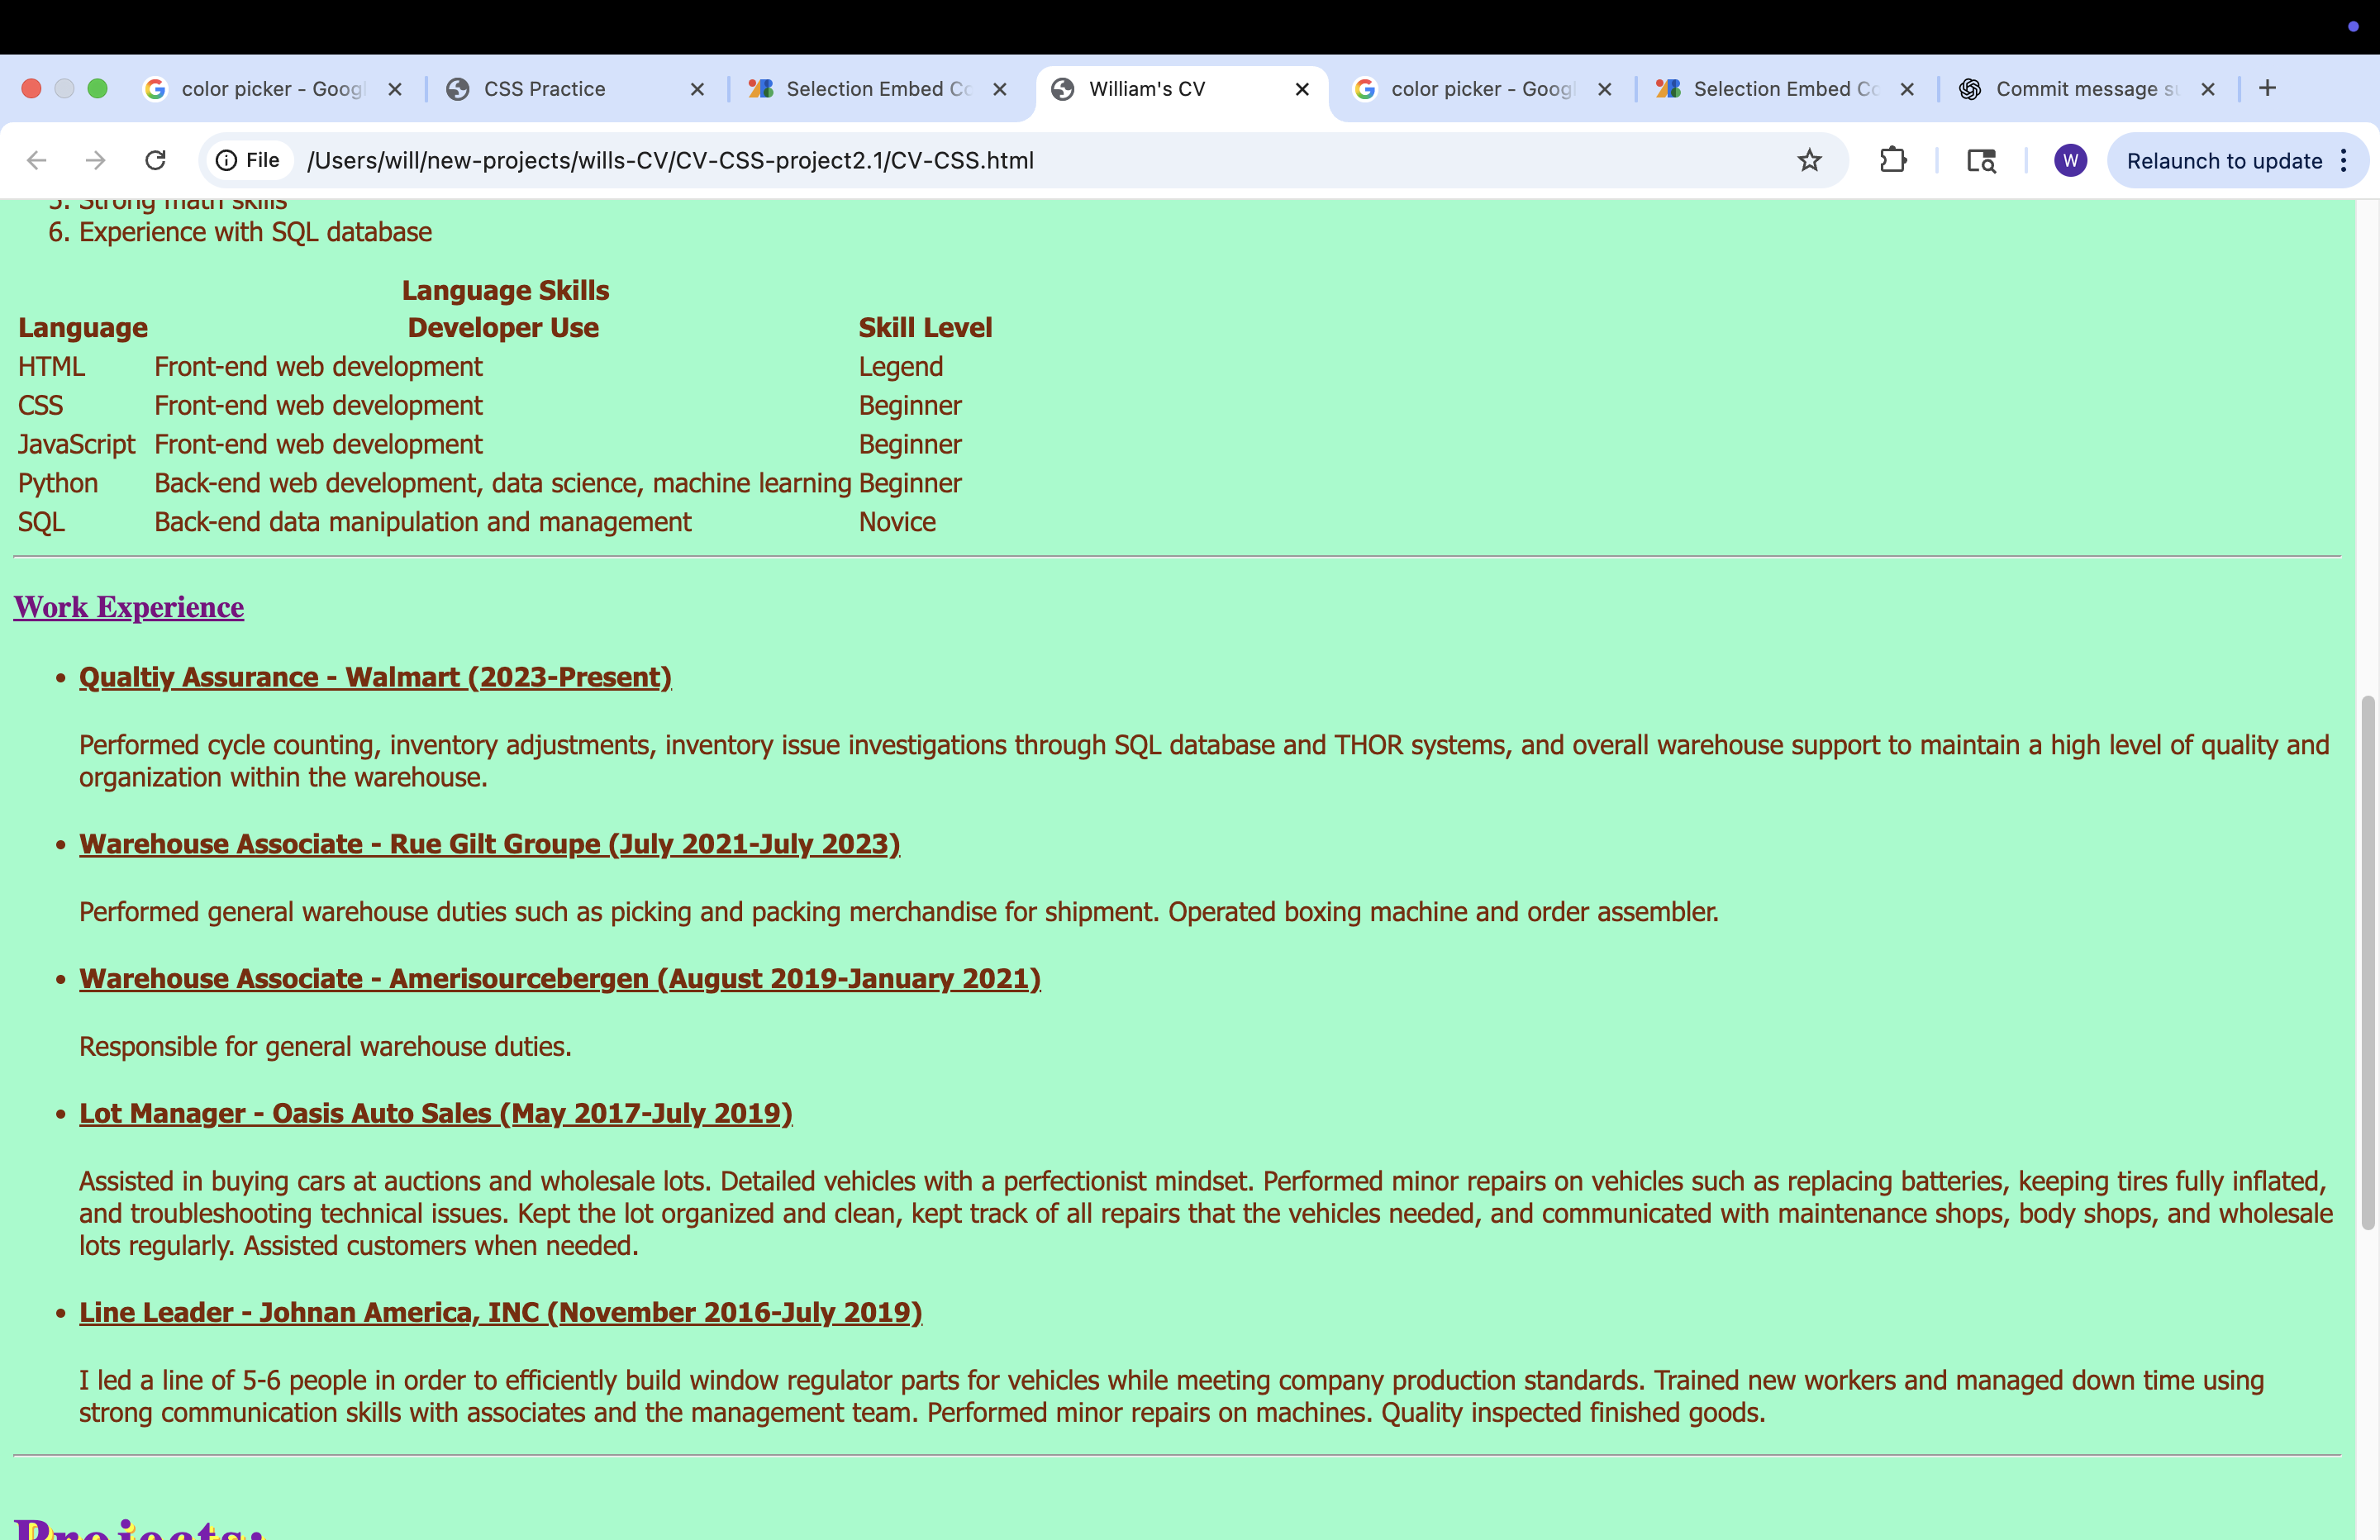 color picker - Goog
CSS Practice
Selection Embed Co
William's CV
color picker - Goog
Selection Embed Co
Commit message su
File
/Users/will/new-projects/wills-CV/CV-CSS-project2.1/CV-CSS.html
W
Relaunch to update
5. Strong math skills
6. Experience with SQL database
Language Skills
Language Developer Use Skill Level
HTML Front-end web development Legend
CSS Front-end web development Beginner
JavaScript Front-end web development Beginner
Python Back-end web development, data science, machine learning Beginner
SQL Back-end data manipulation and management Novice
Work Experience
• Qualtiy Assurance - Walmart (2023-Present)
Performed cycle counting, inventory adjustments, inventory issue investigations through SQL database and THOR systems, and overall warehouse support to maintain a high level of quality and
organization within the warehouse.
• Warehouse Associate - Rue Gilt Groupe (July 2021-July 2023)
Performed general warehouse duties such as picking and packing merchandise for shipment. Operated boxing machine and order assembler.
• Warehouse Associate - Amerisourcebergen (August 2019-January 2021)
Responsible for general warehouse duties.
• Lot Manager - Oasis Auto Sales (May 2017-July 2019)
Assisted in buying cars at auctions and wholesale lots. Detailed vehicles with a perfectionist mindset. Performed minor repairs on vehicles such as replacing batteries, keeping tires fully inflated,
and troubleshooting technical issues. Kept the lot organized and clean, kept track of all repairs that the vehicles needed, and communicated with maintenance shops, body shops, and wholesale
lots regularly. Assisted customers when needed.
• Line Leader - Johnan America, INC (November 2016-July 2019)
I led a line of 5-6 people in order to efficiently build window regulator parts for vehicles while meeting company production standards. Trained new workers and managed down time using
strong communication skills with associates and the management team. Performed minor repairs on machines. Quality inspected finished goods.
Projects: